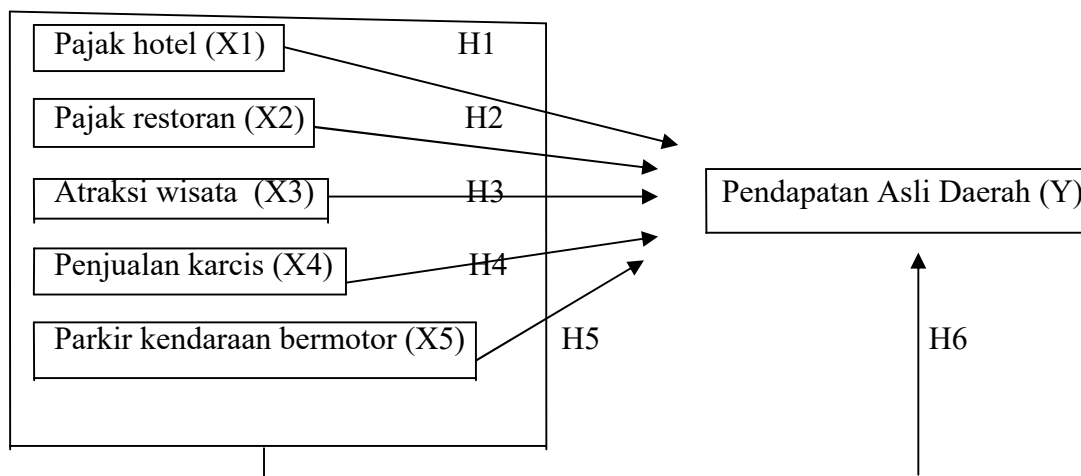 Pajak hotel (X1) H1
Pajak restoran (X2) H2
Atraksi wisata (X3) H3
Pendapatan Asli Daerah (Y)
Penjualan karcis (X4) H4
Parkir kendaraan bermotor (X5) H5 H6